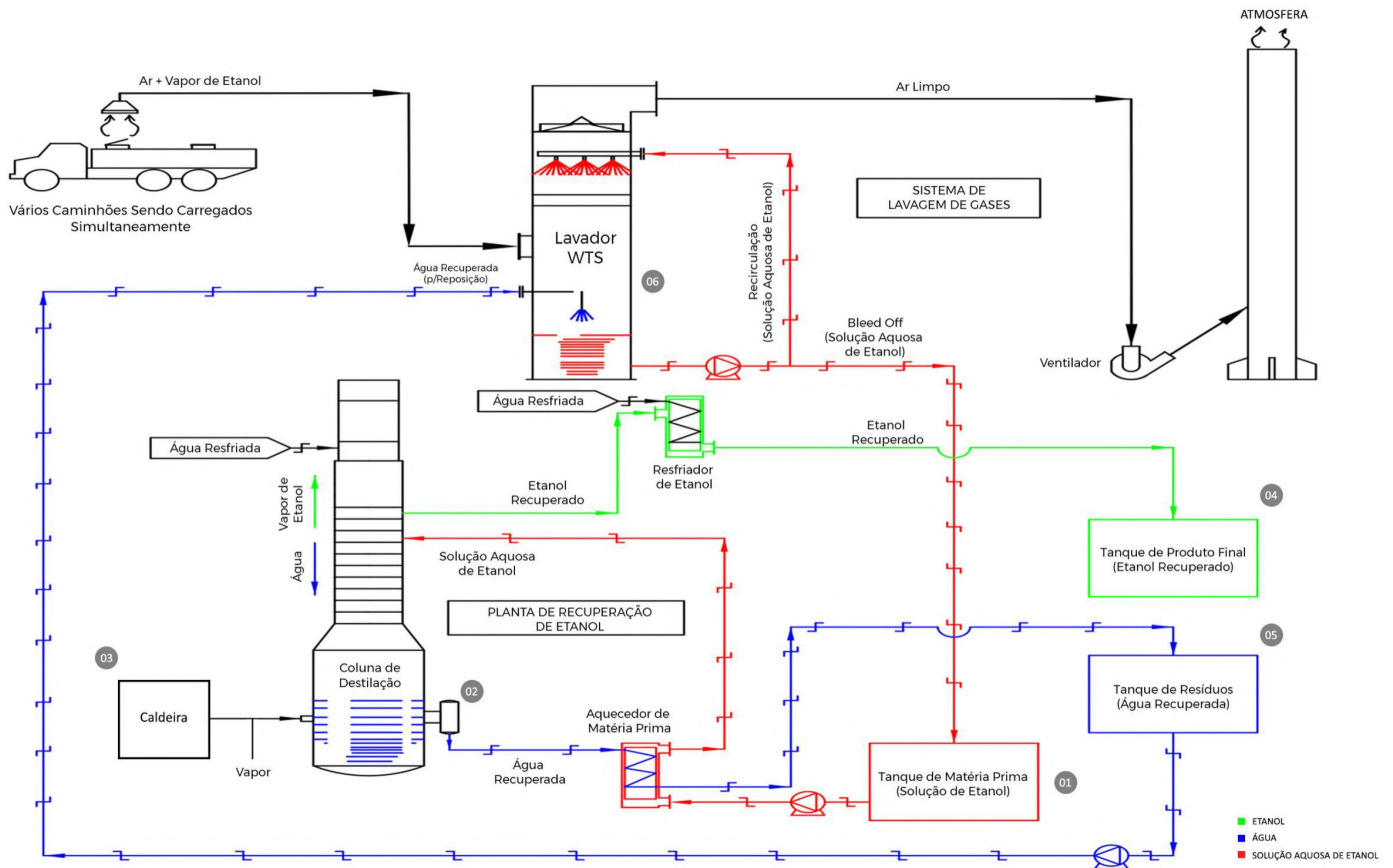 ATMOSFERA
Ar + Vapor de Etanol
Ar Limpo
Vários Caminhões Sendo Carregados
Simultaneamente
SISTEMA DE
LAVAGEM DE GASES
Lavador
WTS
Recirculação
(Solução Aquosa de Etanol)
Água Recuperada
(p/Reposição)
06
Bleed Off
(Solução Aquosa
de Etanol)
Ventilador
Água Resfriada
Água Resfriada
Resfriador
de Etanol
Etanol
Recuperado
Etanol
Recuperado
Vapor de
Etanol
04
Tanque de Produto Final
(Etanol Recuperado)
Água
Solução Aquosa
de Etanol
PLANTA DE RECUPERAÇÃO
DE ETANOL
05
Tanque de Resíduos
(Água Recuperada)
03
Caldeira
Vapor
Coluna de
Destilação
02
Água
Recuperada
Aquecedor de
Matéria Prima
Tanque de Matéria Prima
(Solução de Etanol)
01
ETANOL
ÁGUA
SOLUÇÃO AQUOSA DE ETANOL